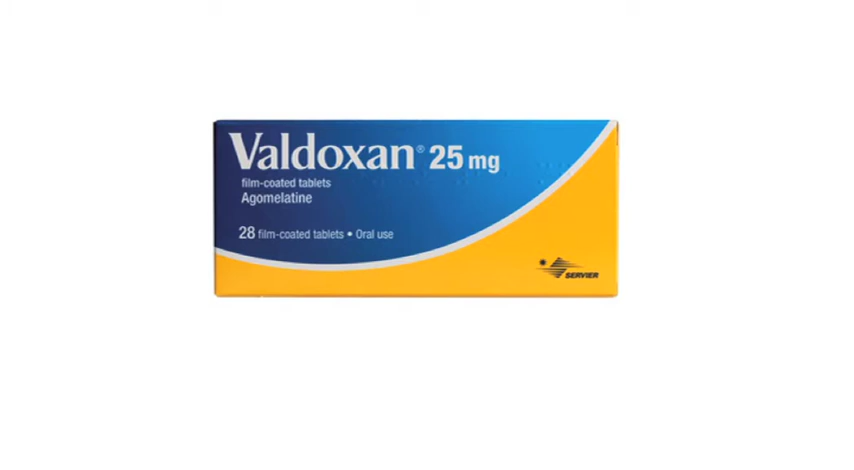 Valdoxan® 25 mg
film-coated tablets
Agomelatine
28 film-coated tablets • Oral use
SERVIER